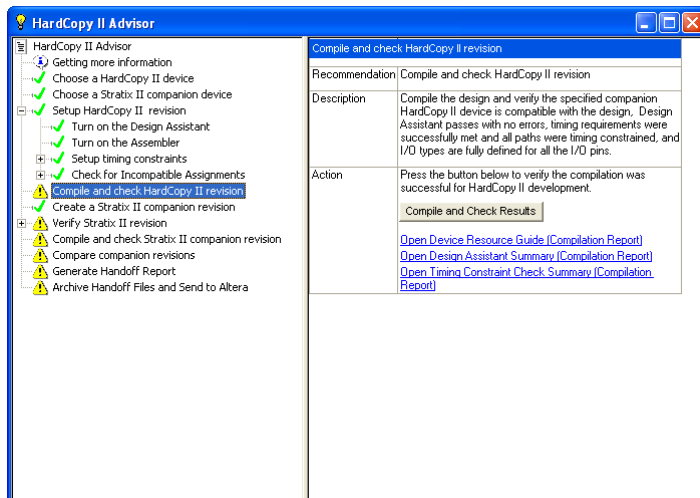 HardCopy II Advisor
HardCopy II Advisor
Getting more information
Choose a HardCopy II device
Choose a Stratix II companion device
Setup HardCopy II revision
Turn on the Design Assistant
Turn on the Assembler
Setup timing constraints
Check for Incompatible Assignments
Compile and check HardCopy II revision
Create a Stratix II companion revision
Verify Stratix II revision
Compile and check Stratix II companion revision
Compare companion revisions
Generate Handoff Report
Archive Handoff Files and Send to Altera
Compile and check HardCopy II revision
Recommendation Compile and check HardCopy II revision
Description Compile the design and verify the specified companion
HardCopy II device is compatible with the design, Design
Assistant passes with no errors, timing requirements were
successfully met and all paths were timing constrained, and
I/O types are fully defined for all the I/O pins.
Action Press the button below to verify the compilation was
successful for HardCopy II development.
Compile and Check Results
Open Device Resource Guide (Compilation Report)
Open Design Assistant Summary (Compilation Report)
Open Timing Constraint Check Summary (Compilation
Report)